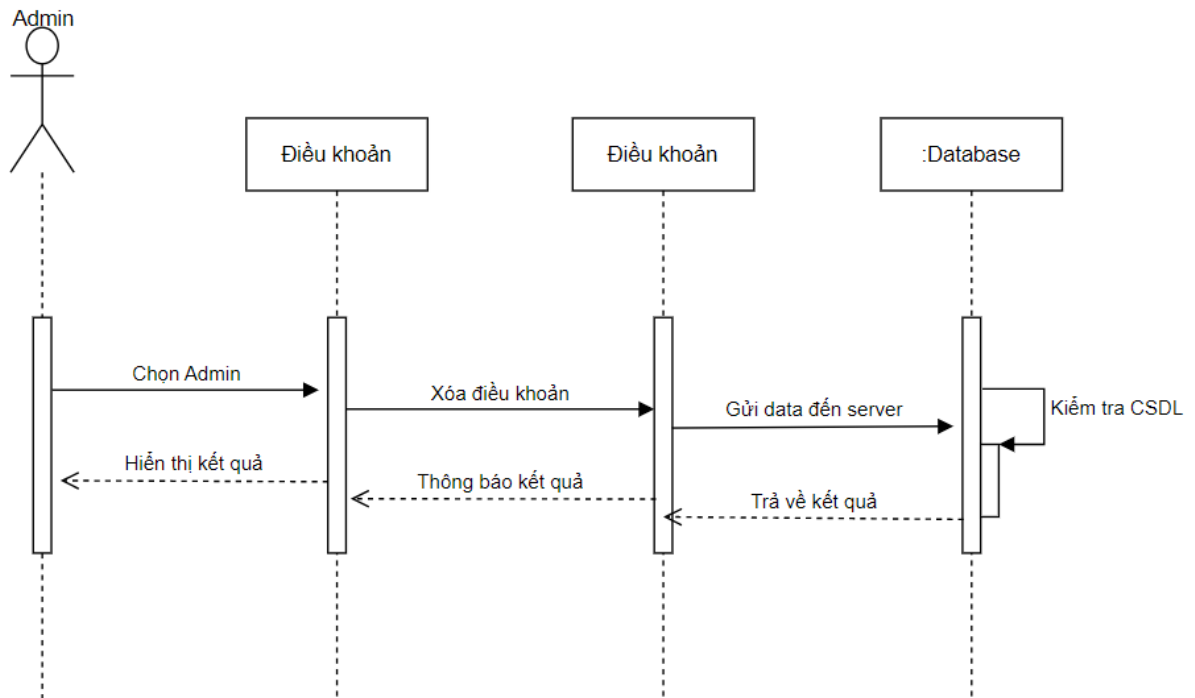 Admin
Điều khoản
Điều khoản
:Database
Chọn Admin
Xóa điều khoản
Gửi data đến server
Kiểm tra CSDL
Hiển thị kết quả
Thông báo kết quả
Trả về kết quả